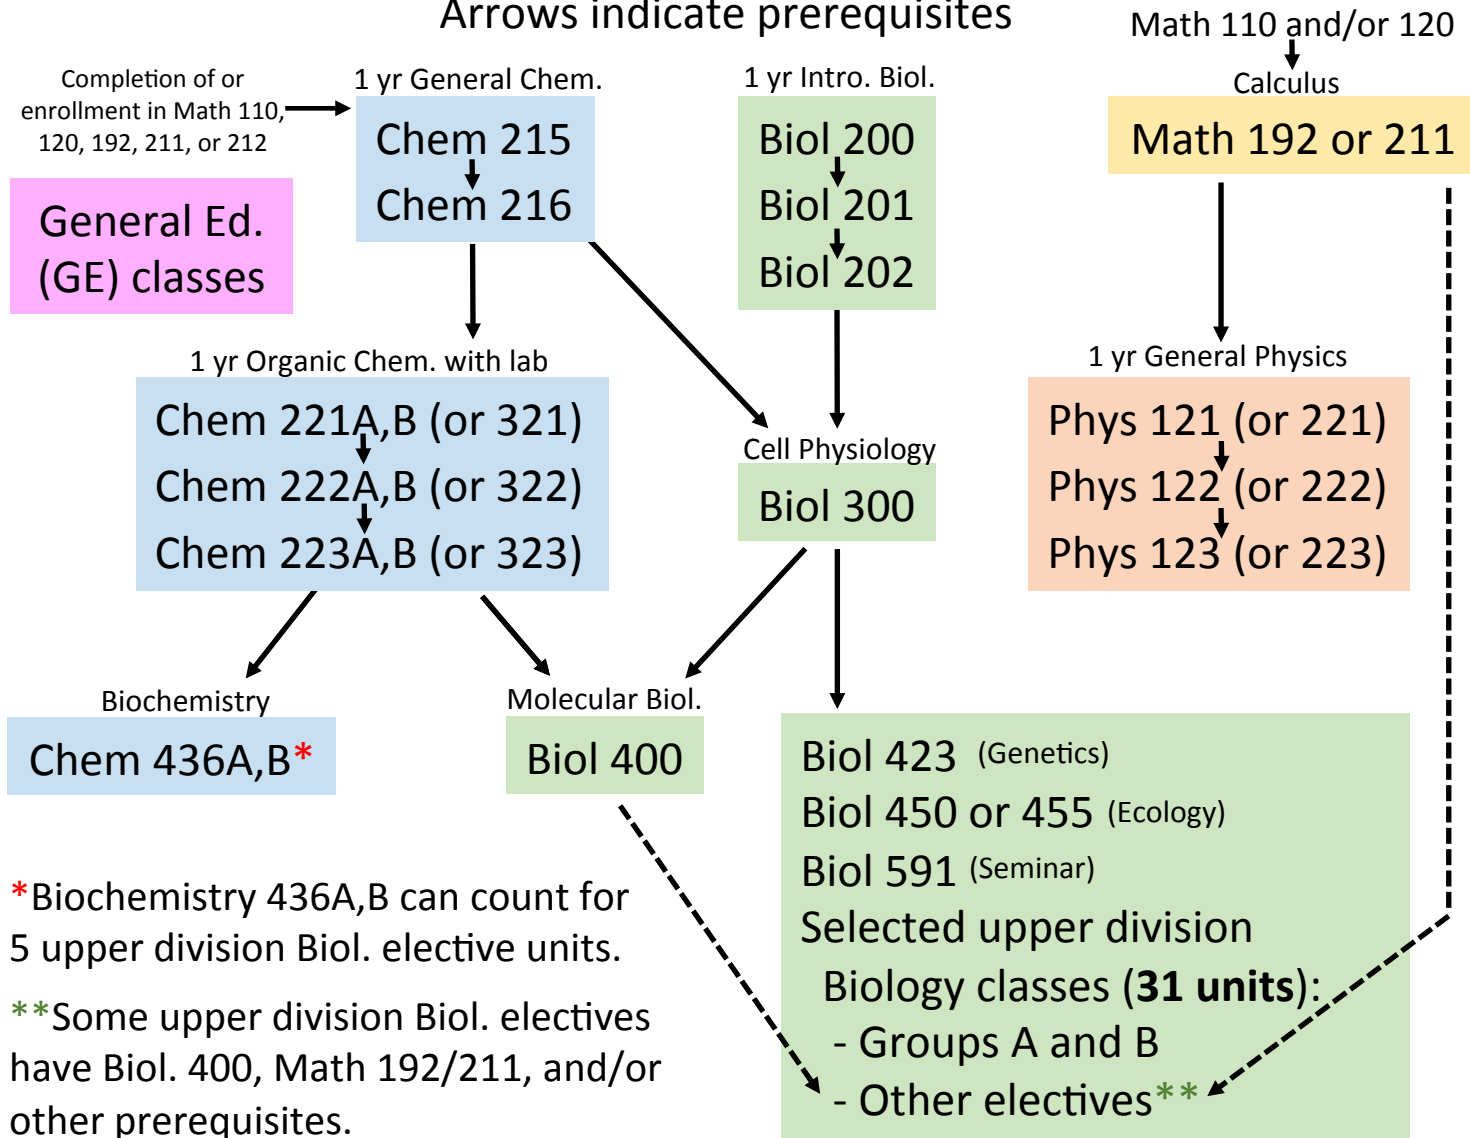 Arrows indicate prerequisites
Math 110 and/or 120
Completion of or
enrollment in Math 110,
120, 192, 211, or 212
1 yr General Chem.
Chem 215
Chem 216
1 yr Intro. Biol.
Biol 200
Biol 201
Biol 202
Calculus
Math 192 or 211
General Ed.
(GE) classes
1 yr Organic Chem. with lab
Chem 221A,B (or 321)
Chem 222A,B (or 322)
Chem 223A,B (or 323)
Cell Physiology
Biol 300
1 yr General Physics
Phys 121 (or 221)
Phys 122 (or 222)
Phys 123 (or 223)
Biochemistry
Chem 436A,B*
Molecular Biol.
Biol 400
Biol 423 (Genetics)
Biol 450 or 455 (Ecology)
Biol 591 (Seminar)
Selected upper division
Biology classes (31 units):
- Groups A and B
- Other electives**
*Biochemistry 436A,B can count for
5 upper division Biol. elective units.
**Some upper division Biol. electives
have Biol. 400, Math 192/211, and/or
other prerequisites.